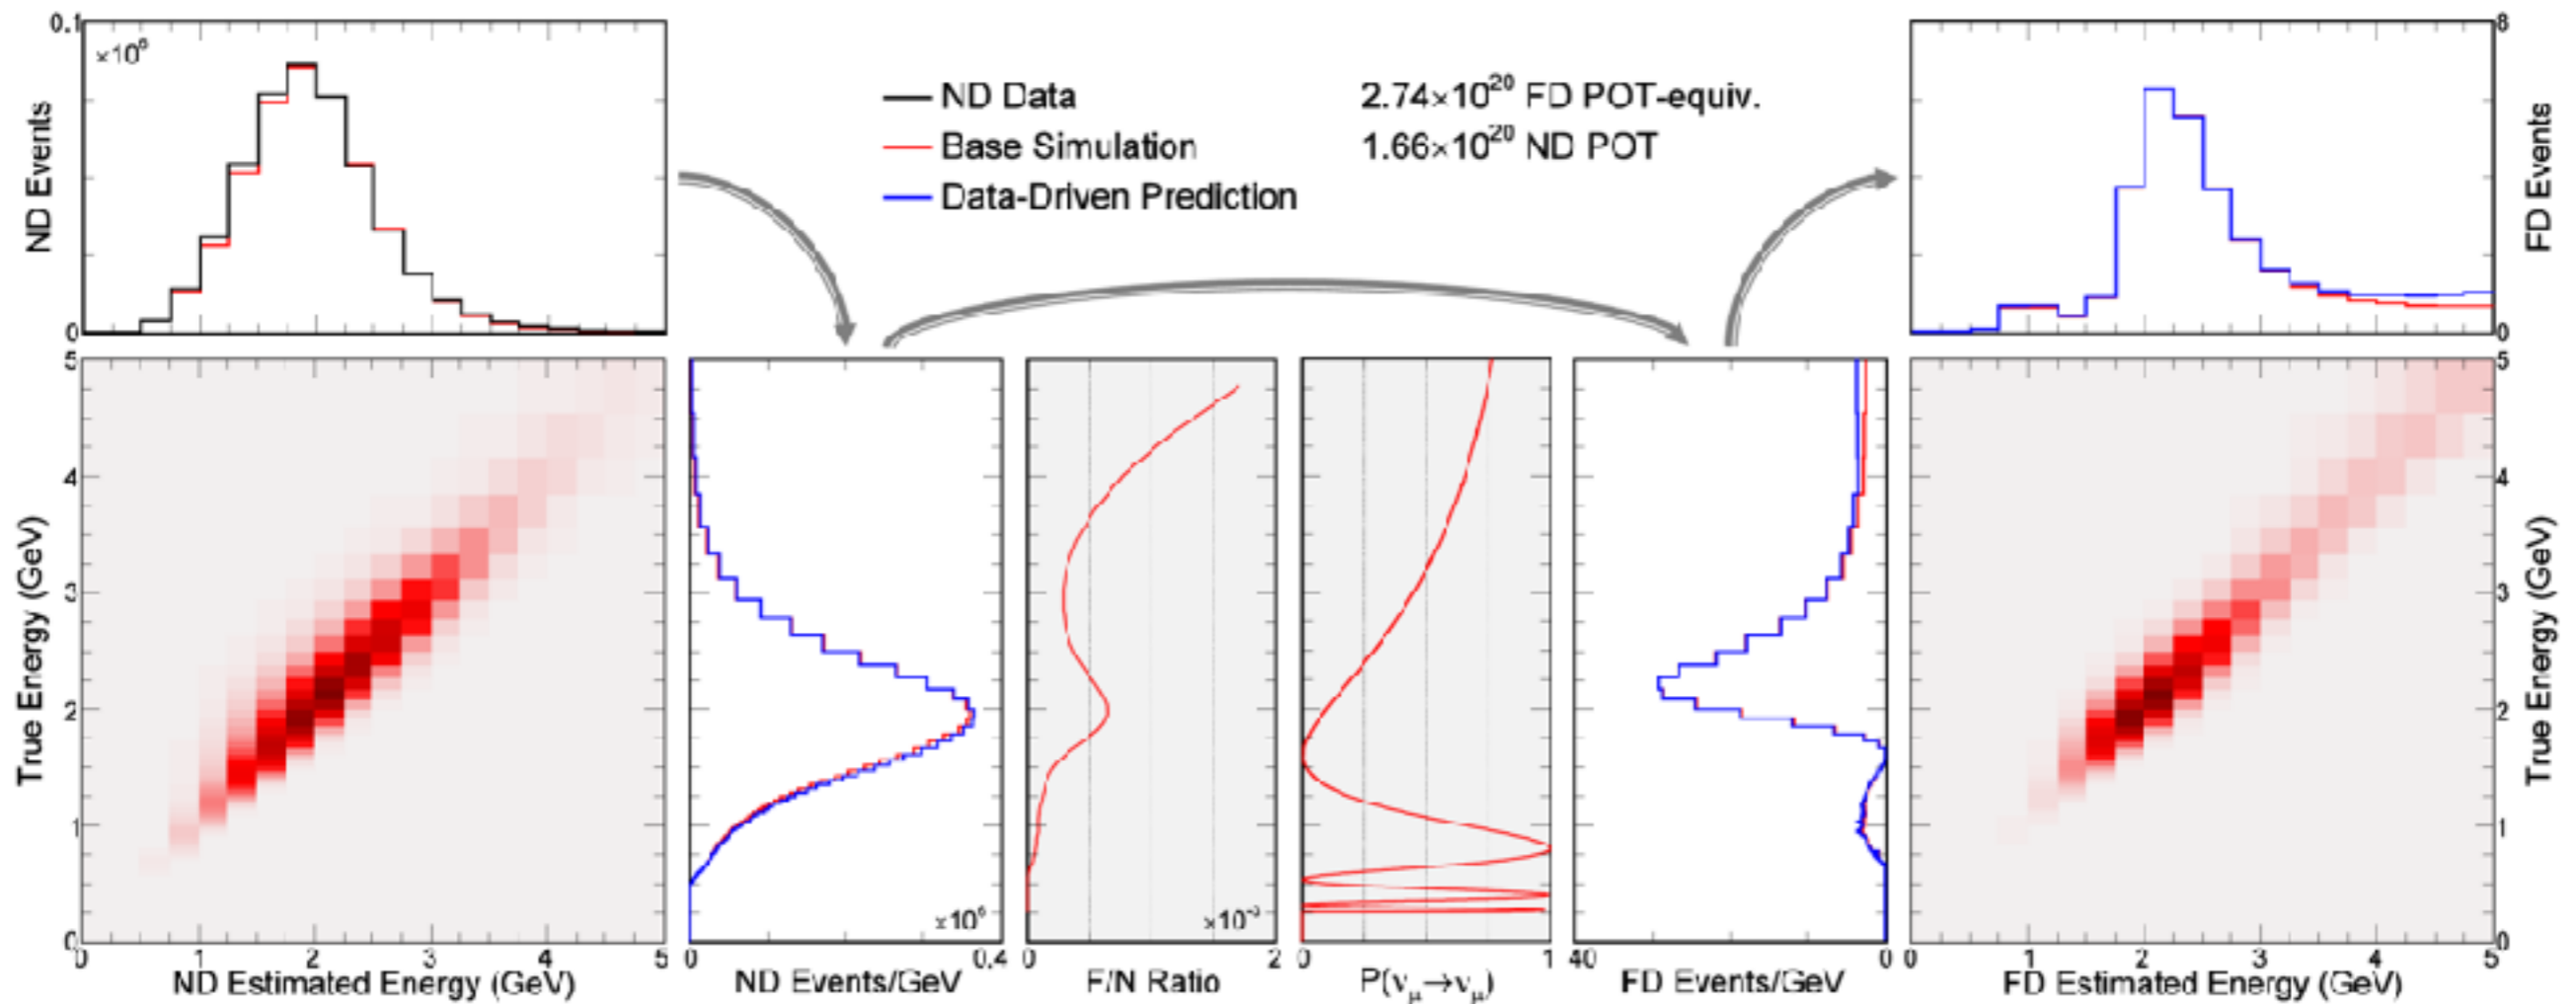 0.1
×10⁶
ND Events
0
ND Data
Base Simulation
Data-Driven Prediction
2.74×10²⁰ FD POT-equiv.
1.66×10²⁰ ND POT
8
FD Events
0
True Energy (GeV)
5
4
3
2
1
0
0 1 2 3 4 5
ND Estimated Energy (GeV)
×10⁶
0 0.4
ND Events/GeV
×10⁻³
0 2
F/N Ratio
0 1
P(νμ→νμ)
40 0
FD Events/GeV
0 1 2 3 4 5
FD Estimated Energy (GeV)
5
4
3
2
1
0
True Energy (GeV)